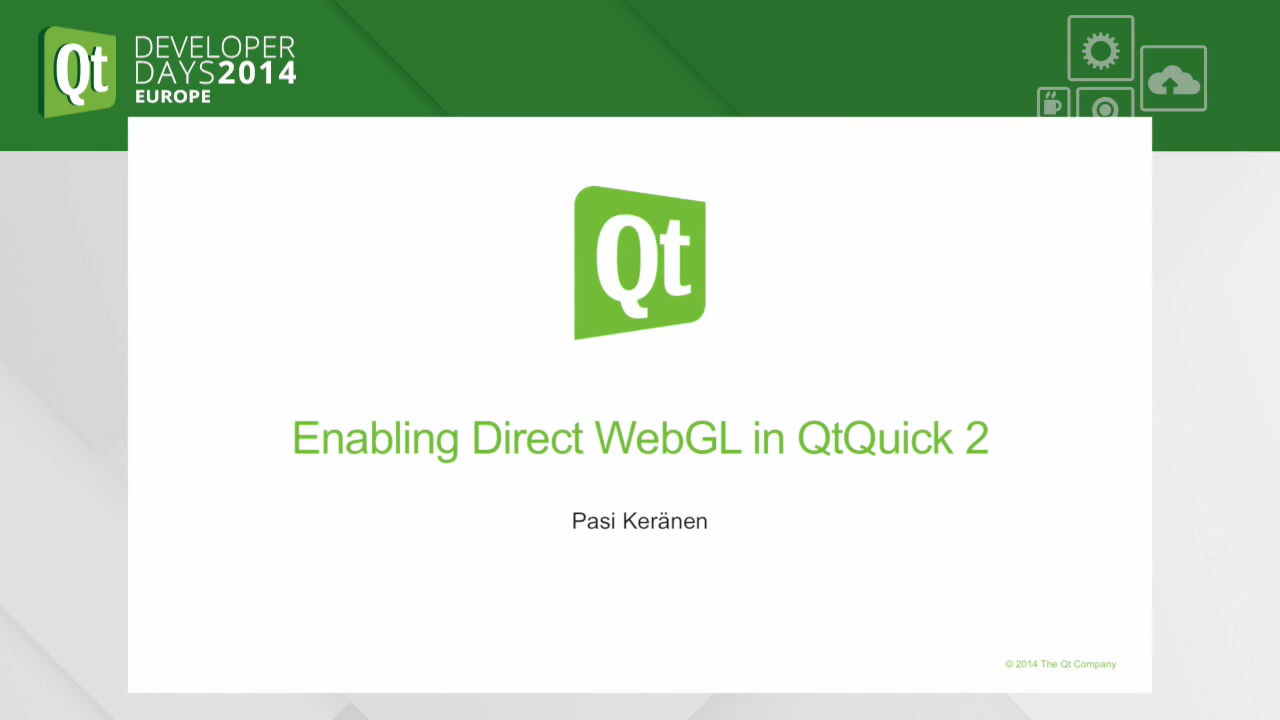 Qt
DEVELOPER
DAYS2014
EUROPE
Qt
Enabling Direct WebGL in QtQuick 2
Pasi Keränen
© 2014 The Qt Company